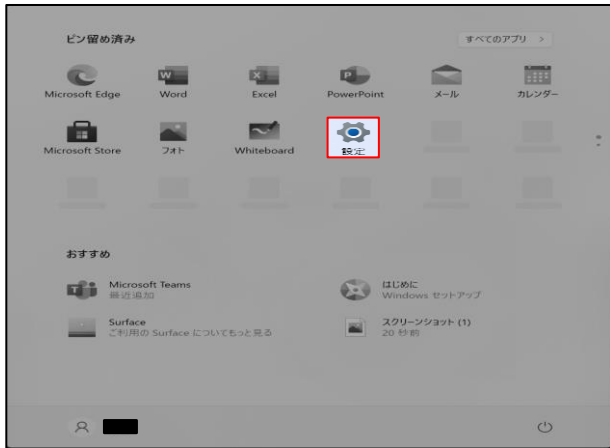 ピン留め済み
すべてのアプリ >
Microsoft Edge
Word
Excel
PowerPoint
メール
カレンダー
Microsoft Store
フォト
Whiteboard
設定
おすすめ
Microsoft Teams
最近追加
はじめに
Windows セットアップ
Surface
ご利用の Surface についてもっと見る
スクリーンショット (1)
20 秒前